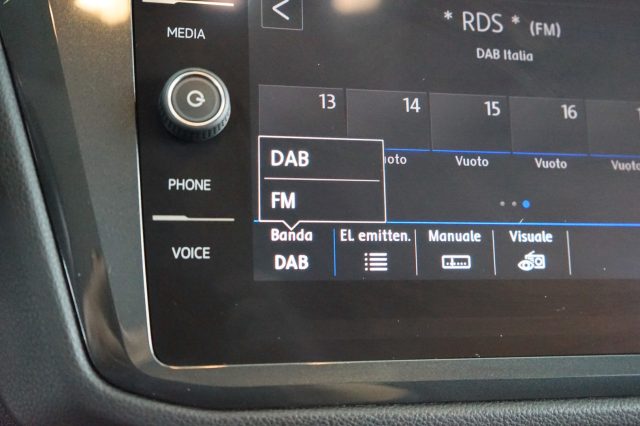 MEDIA
PHONE
VOICE
<
* RDS * (FM)
DAB Italia
13
14
15
16
DAB
FM
Vuoto
Vuoto
Banda
DAB
El. emitten.
Manuale
Visuale